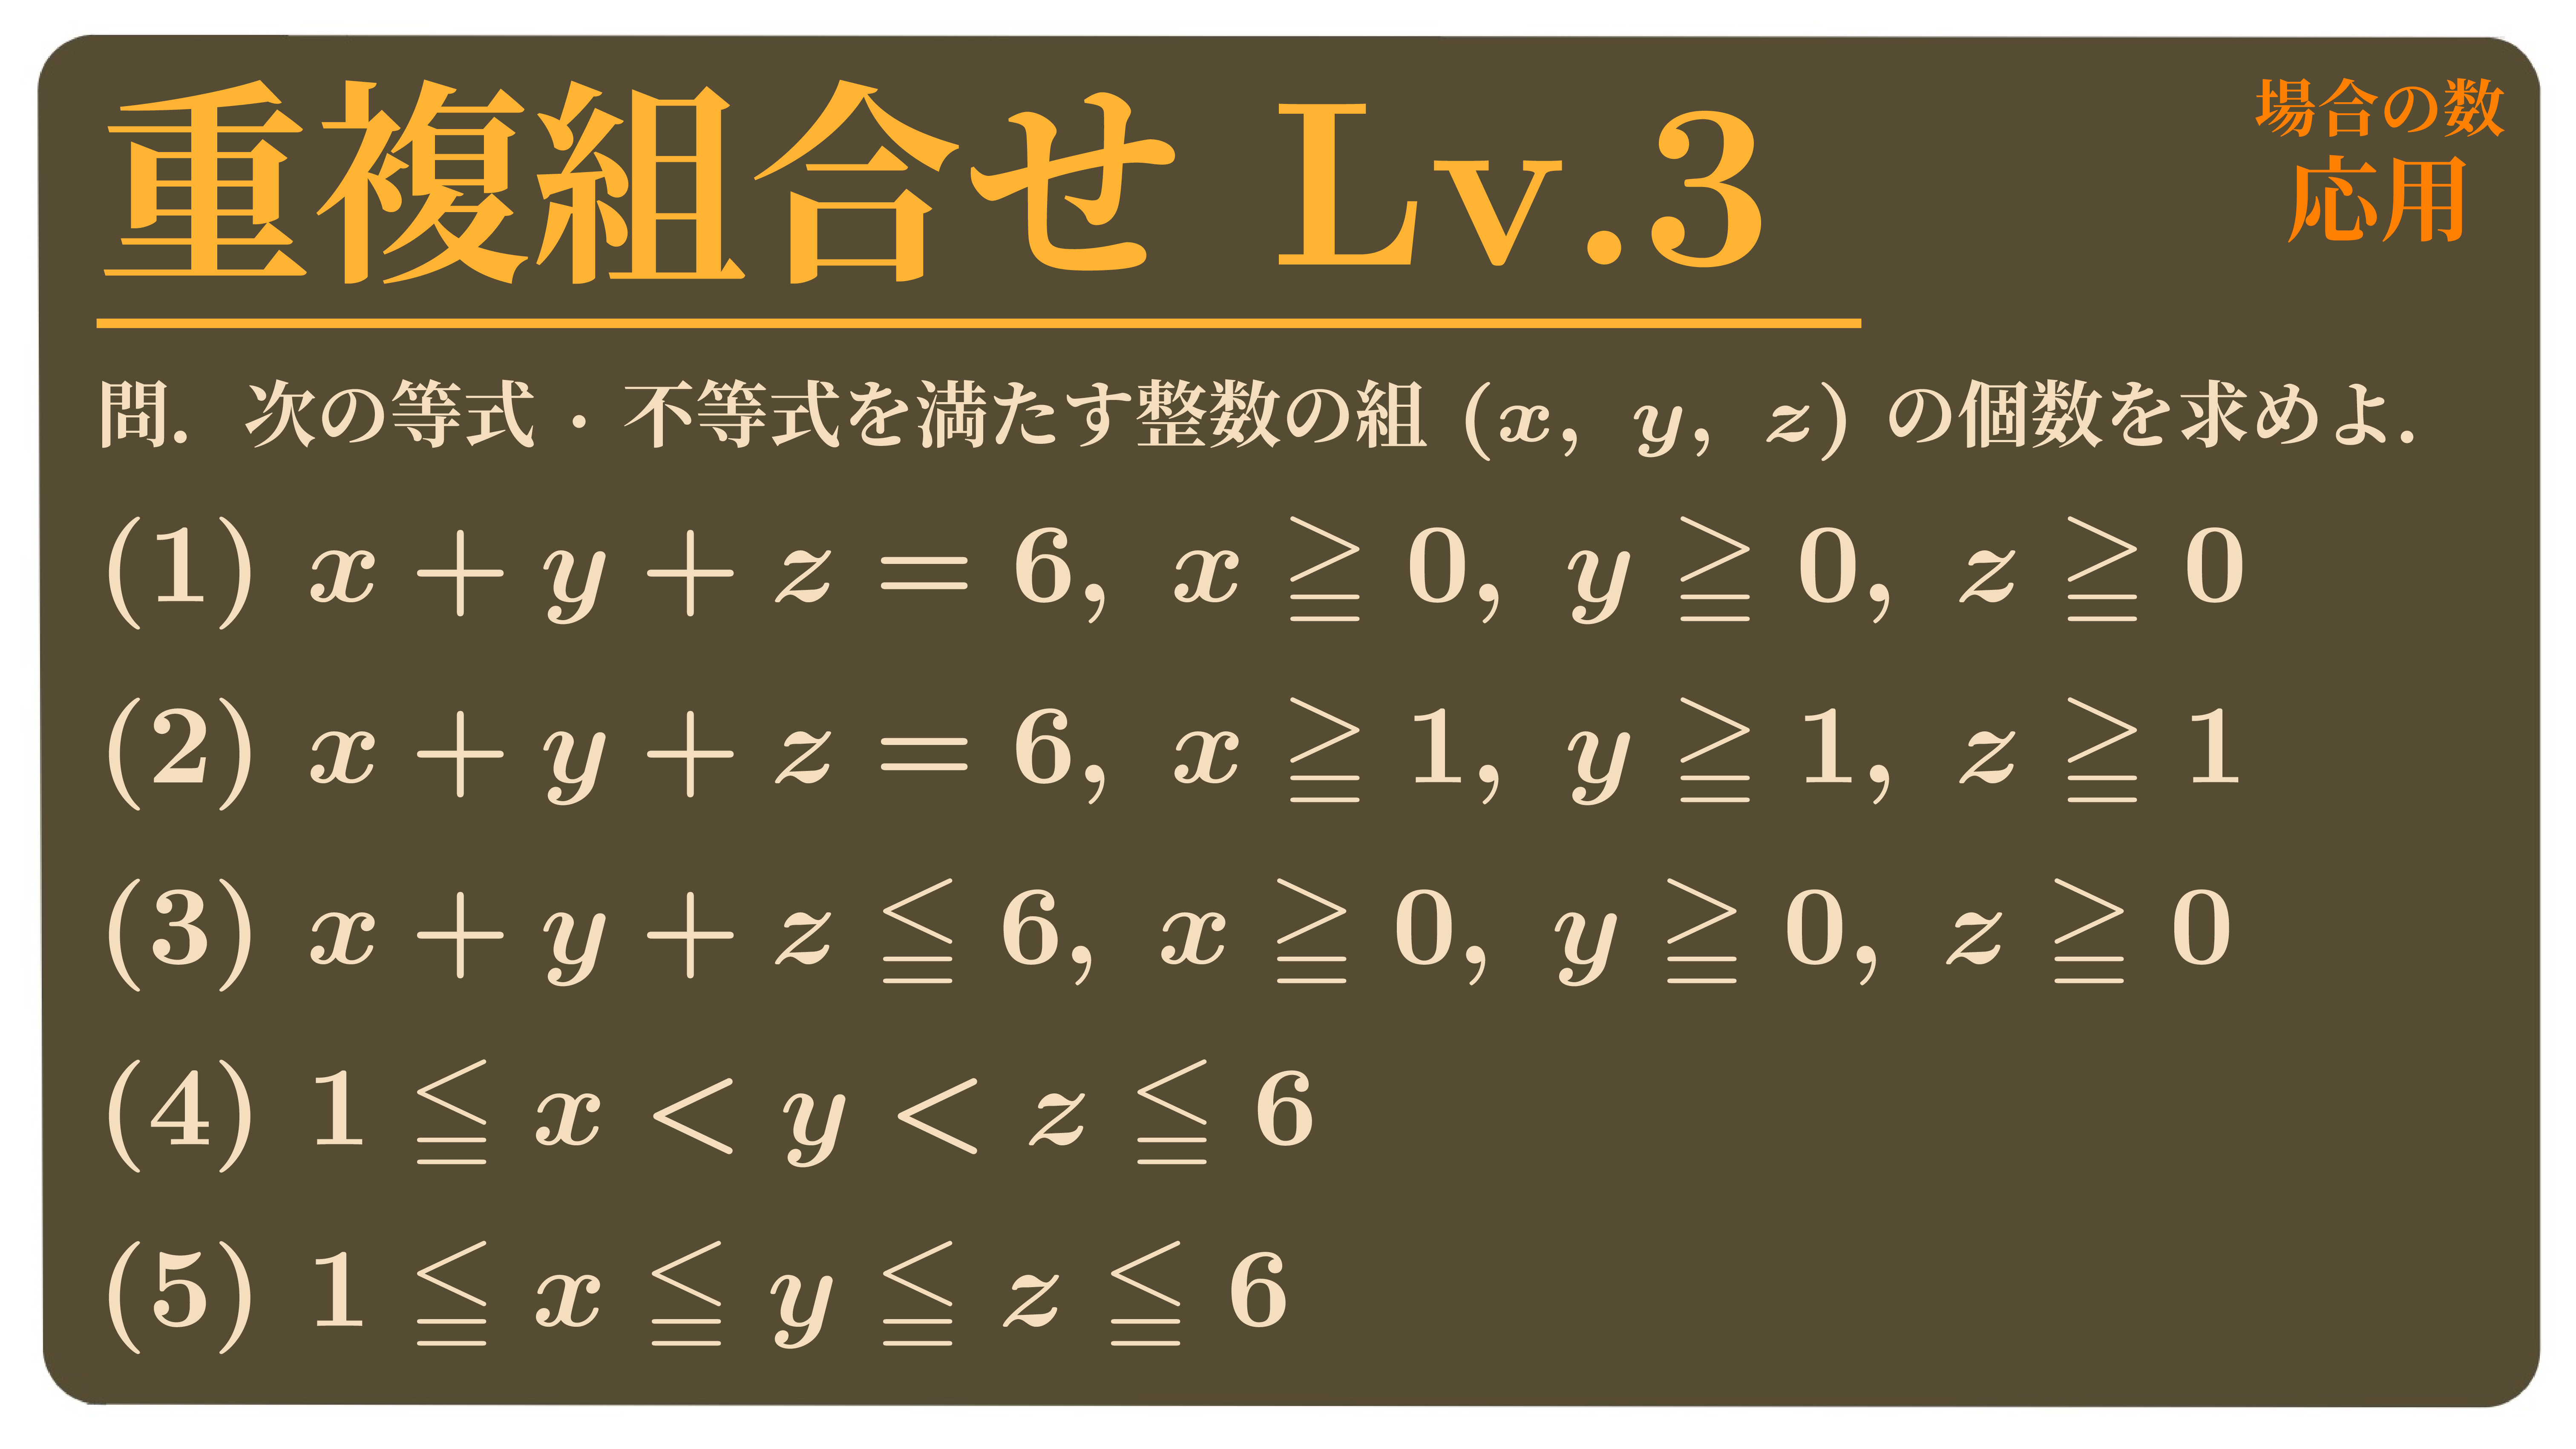 重複組合せ Lv.3
場合の数
応用
問. 次の等式・不等式を満たす整数の組 (x, y, z) の個数を求めよ.
(1) x + y + z = 6, x ≧ 0, y ≧ 0, z ≧ 0
(2) x + y + z = 6, x ≧ 1, y ≧ 1, z ≧ 1
(3) x + y + z ≦ 6, x ≧ 0, y ≧ 0, z ≧ 0
(4) 1 ≦ x < y < z ≦ 6
(5) 1 ≦ x ≦ y ≦ z ≦ 6